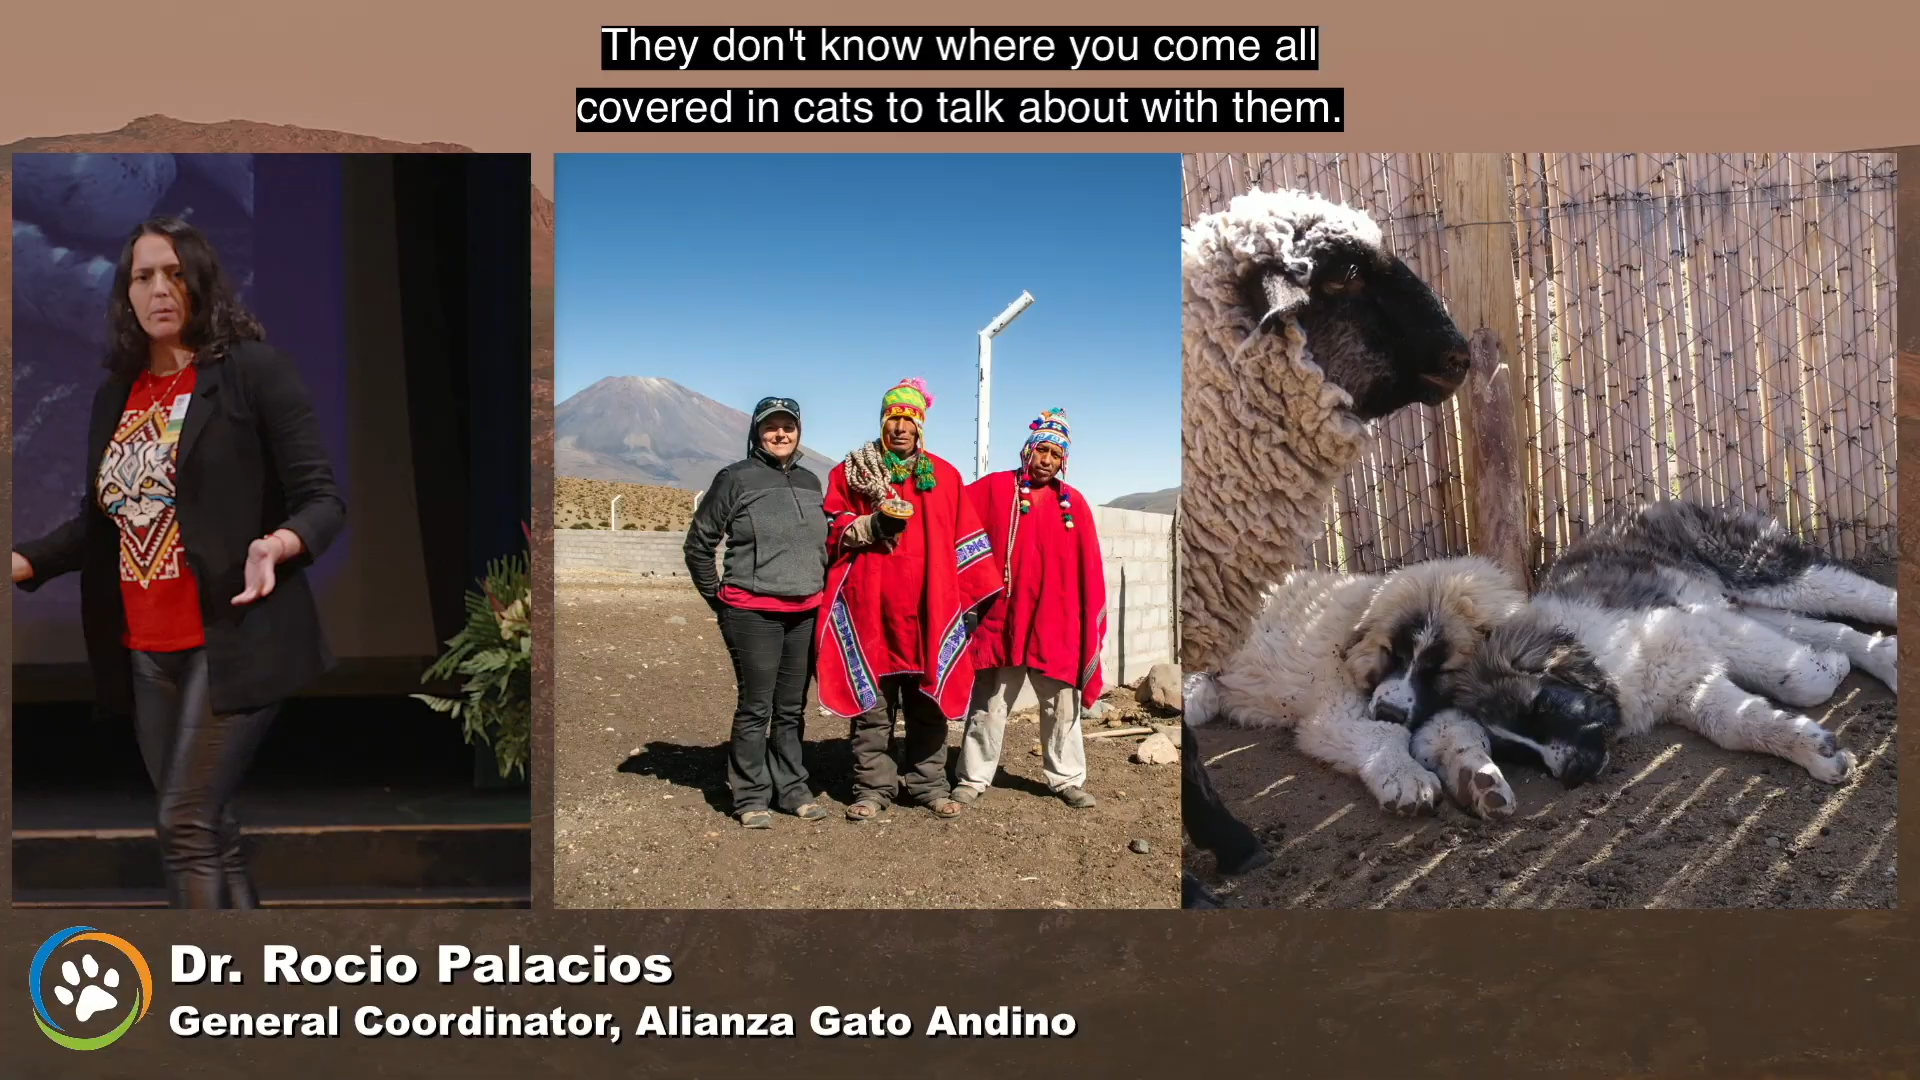 They don't know where you come all
covered in cats to talk about with them.
Dr. Rocio Palacios
General Coordinator, Alianza Gato Andino